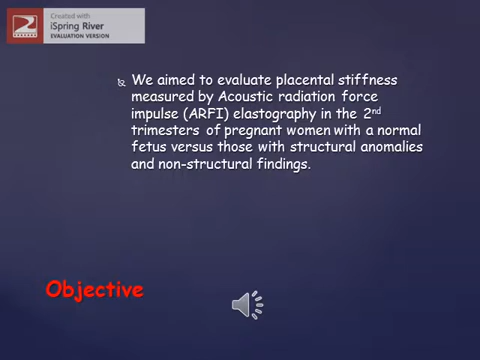 Created with
iSpring River
EVALUATION VERSION
We aimed to evaluate placental stiffness
measured by Acoustic radiation force
impulse (ARFI) elastography in the 2nd
trimesters of pregnant women with a normal
fetus versus those with structural anomalies
and non-structural findings.
Objective